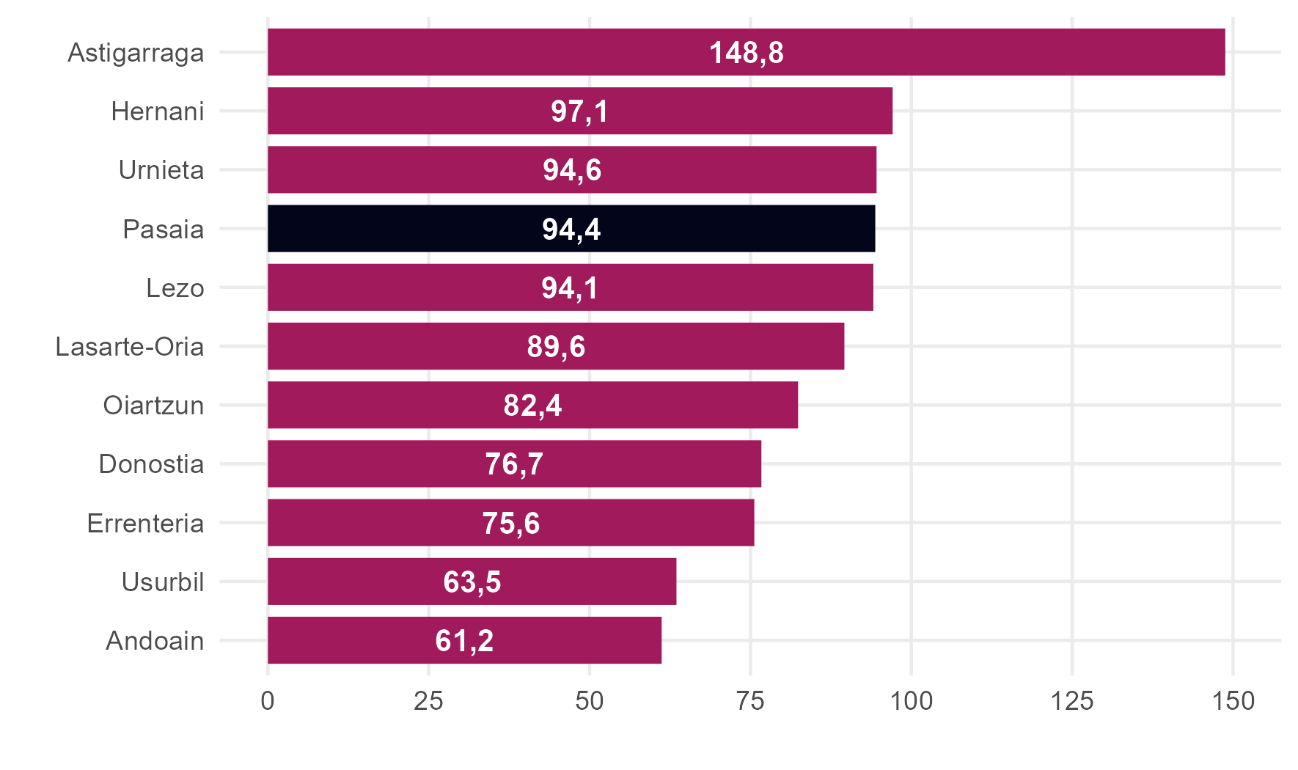 Astigarraga 148,8
Hernani 97,1
Urnieta 94,6
Pasaia 94,4
Lezo 94,1
Lasarte-Oria 89,6
Oiartzun 82,4
Donostia 76,7
Errenteria 75,6
Usurbil 63,5
Andoain 61,2
0 25 50 75 100 125 150